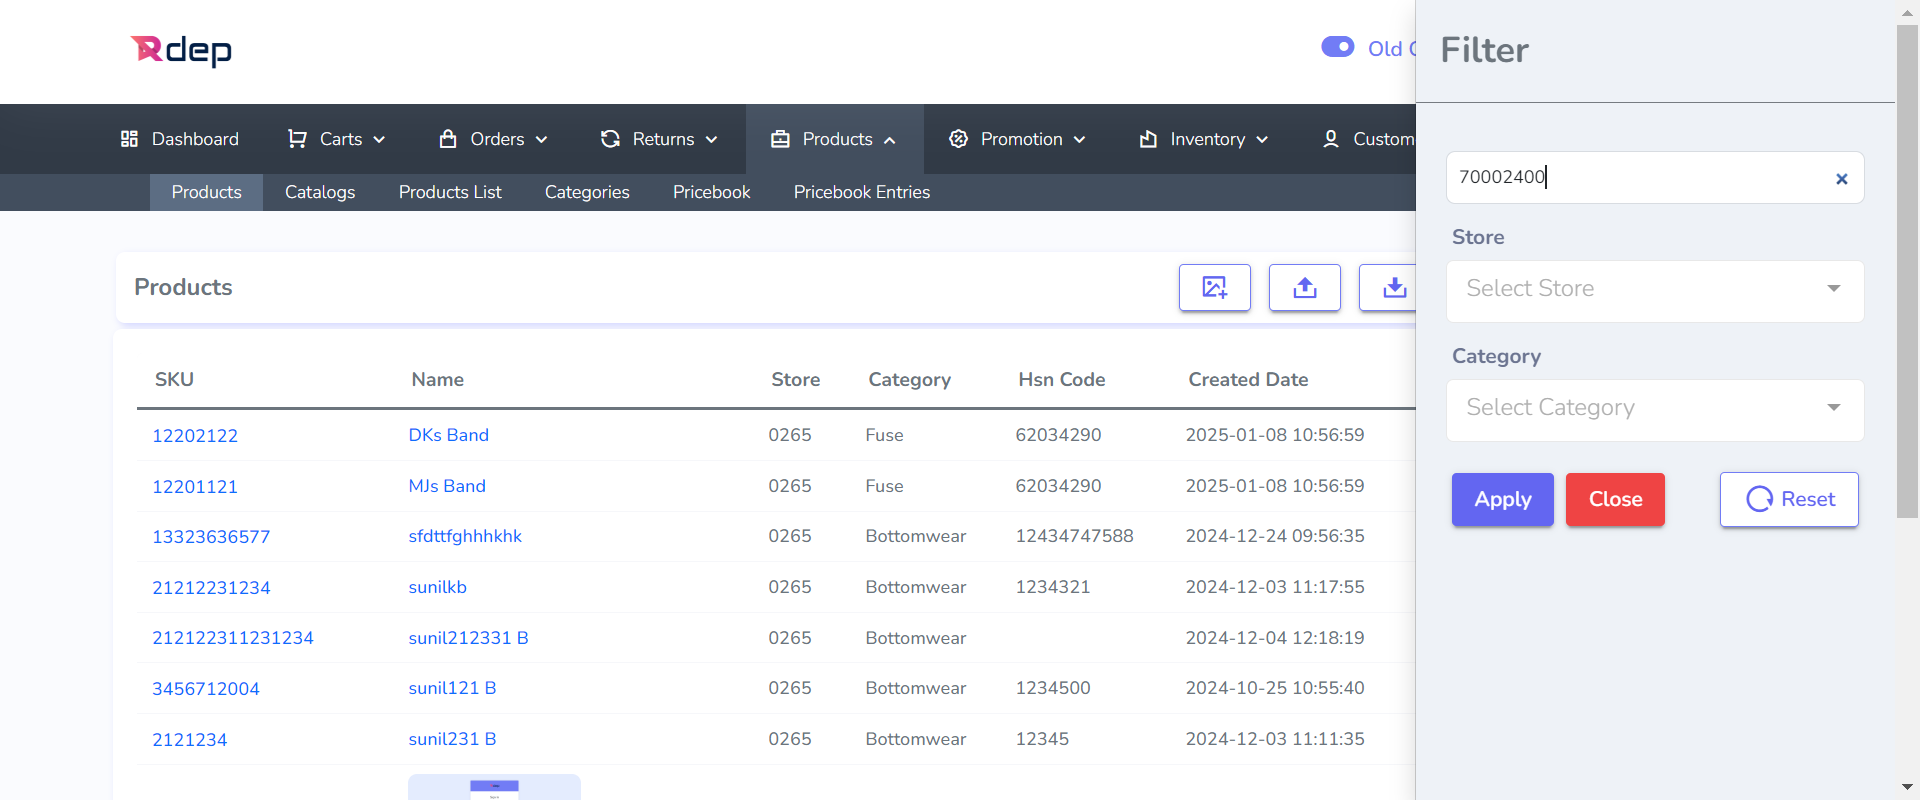 Rdep
Old
Filter
Dashboard Carts Orders Returns Products Promotion Inventory Custom
Products Catalogs Products List Categories Pricebook Pricebook Entries
70002400
Store
Select Store
Category
Select Category
Apply Close Reset
Products
SKU Name Store Category Hsn Code Created Date
12202122 DKs Band 0265 Fuse 62034290 2025-01-08 10:56:59
12201121 MJs Band 0265 Fuse 62034290 2025-01-08 10:56:59
13323636577 sfdttfghhhkhk 0265 Bottomwear 12434747588 2024-12-24 09:56:35
21212231234 sunilkb 0265 Bottomwear 1234321 2024-12-03 11:17:55
212122311231234 sunil212331 B 0265 Bottomwear 2024-12-04 12:18:19
3456712004 sunil121 B 0265 Bottomwear 1234500 2024-10-25 10:55:40
2121234 sunil231 B 0265 Bottomwear 12345 2024-12-03 11:11:35